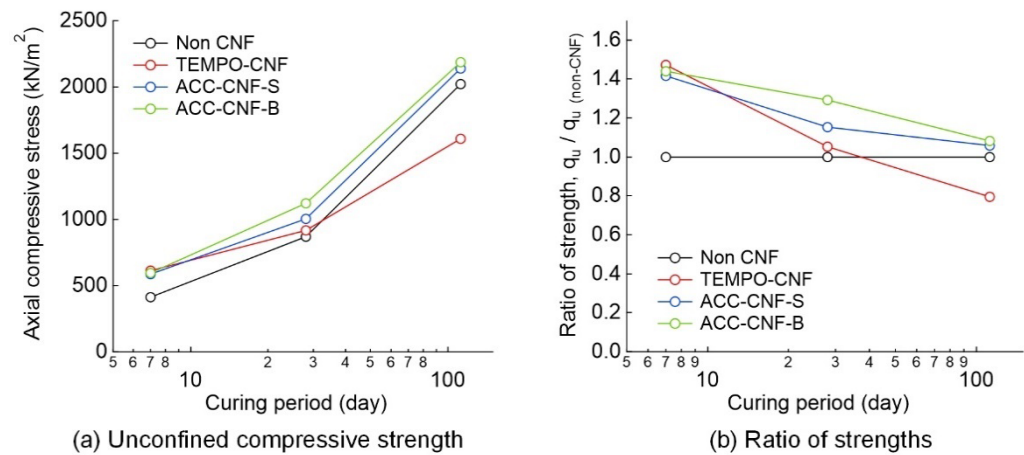 2500
2000
1500
1000
500
0
Axial compressive stress (kN/m²)
Non CNF
TEMPO-CNF
ACC-CNF-S
ACC-CNF-B
5 6 7 8 2 3 4 5 6 7 8
10 100
Curing period (day)
(a) Unconfined compressive strength
1.6
1.4
1.2
1.0
0.8
0.6
0.4
0.2
0.0
Ratio of strength, qu / qu (non-CNF)
Non CNF
TEMPO-CNF
ACC-CNF-S
ACC-CNF-B
5 6 7 8 9 2 3 4 5 6 7 8 9
10 100
Curing period (day)
(b) Ratio of strengths